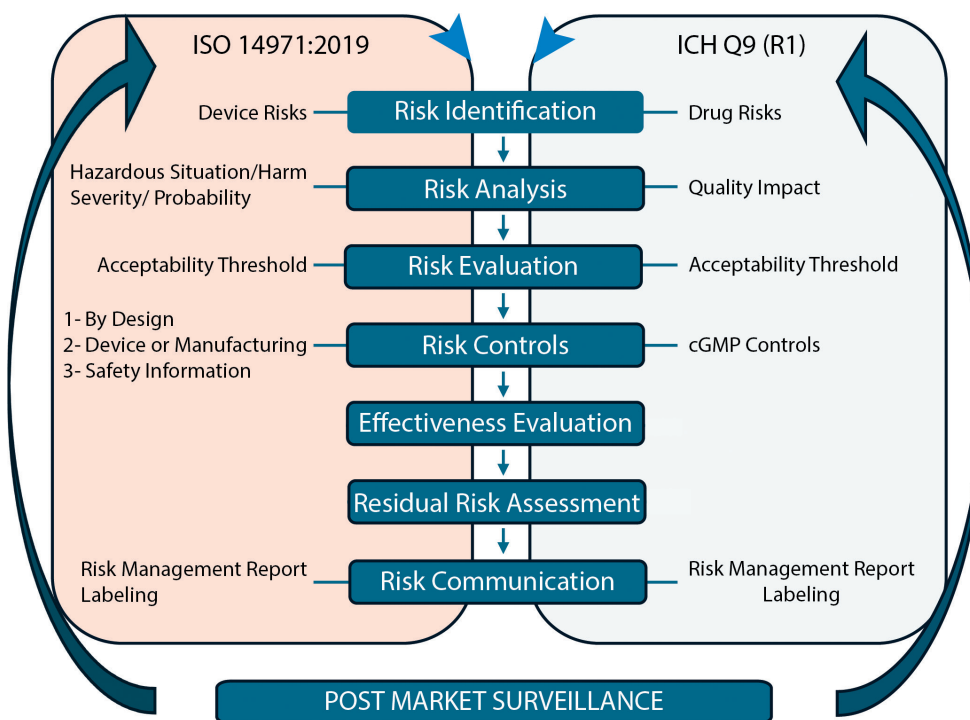 ISO 14971:2019
ICH Q9 (R1)
Device Risks
Risk Identification
Drug Risks
Hazardous Situation/Harm
Severity/ Probability
Risk Analysis
Quality Impact
Acceptability Threshold
Risk Evaluation
Acceptability Threshold
1- By Design
2- Device or Manufacturing
3- Safety Information
Risk Controls
cGMP Controls
Effectiveness Evaluation
Residual Risk Assessment
Risk Management Report
Labeling
Risk Communication
Risk Management Report
Labeling
POST MARKET SURVEILLANCE